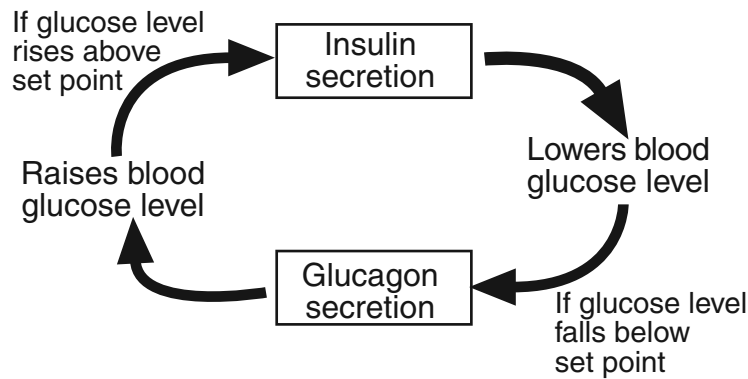 If glucose level
rises above
set point
Insulin
secretion
Lowers blood
glucose level
Raises blood
glucose level
Glucagon
secretion
If glucose level
falls below
set point